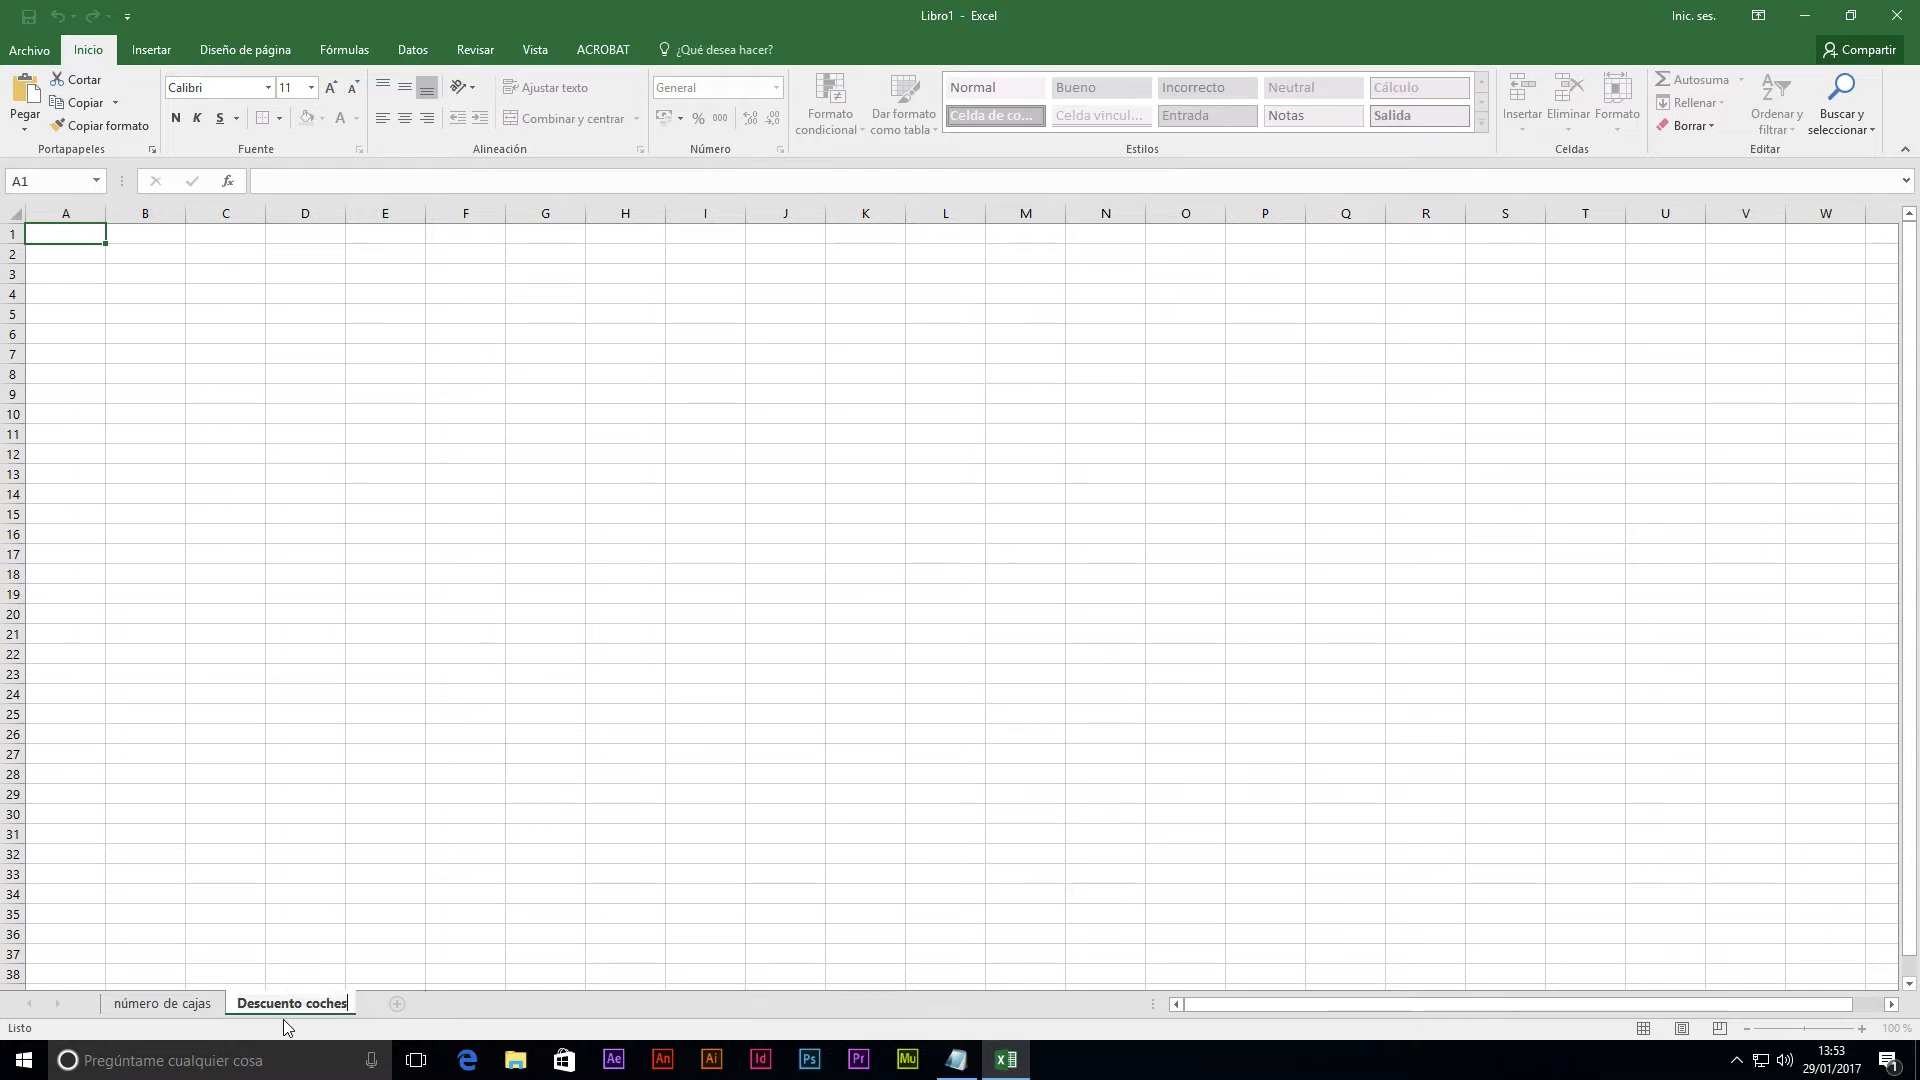 Libro1 - Excel
Inic. ses.
Archivo
Inicio
Insertar
Diseño de página
Fórmulas
Datos
Revisar
Vista
ACROBAT
¿Qué desea hacer?
Compartir
Pegar
Cortar
Copiar
Copiar formato
Portapapeles
Calibri
11
A
A
N K S
A
Fuente
Ajustar texto
Combinar y centrar
Alineación
General
% 000
Número
Formato condicional
Dar formato como tabla
Normal
Bueno
Incorrecto
Neutral
Cálculo
Celda de co...
Celda vincul...
Entrada
Notas
Salida
Estilos
Insertar
Eliminar
Formato
Celdas
Autosuma
Rellenar
Borrar
Ordenar y filtrar
Buscar y seleccionar
Editar
A1
fx
A B C D E F G H I J K L M N O P Q R S T U V W
1
2
3
4
5
6
7
8
9
10
11
12
13
14
15
16
17
18
19
20
21
22
23
24
25
26
27
28
29
30
31
32
33
34
35
36
37
38
número de cajas
Descuento coches
Listo
100 %
Pregúntame cualquier cosa
Ae
An
Ai
Id
Ps
Pr
Mu
13:53
29/01/2017
1